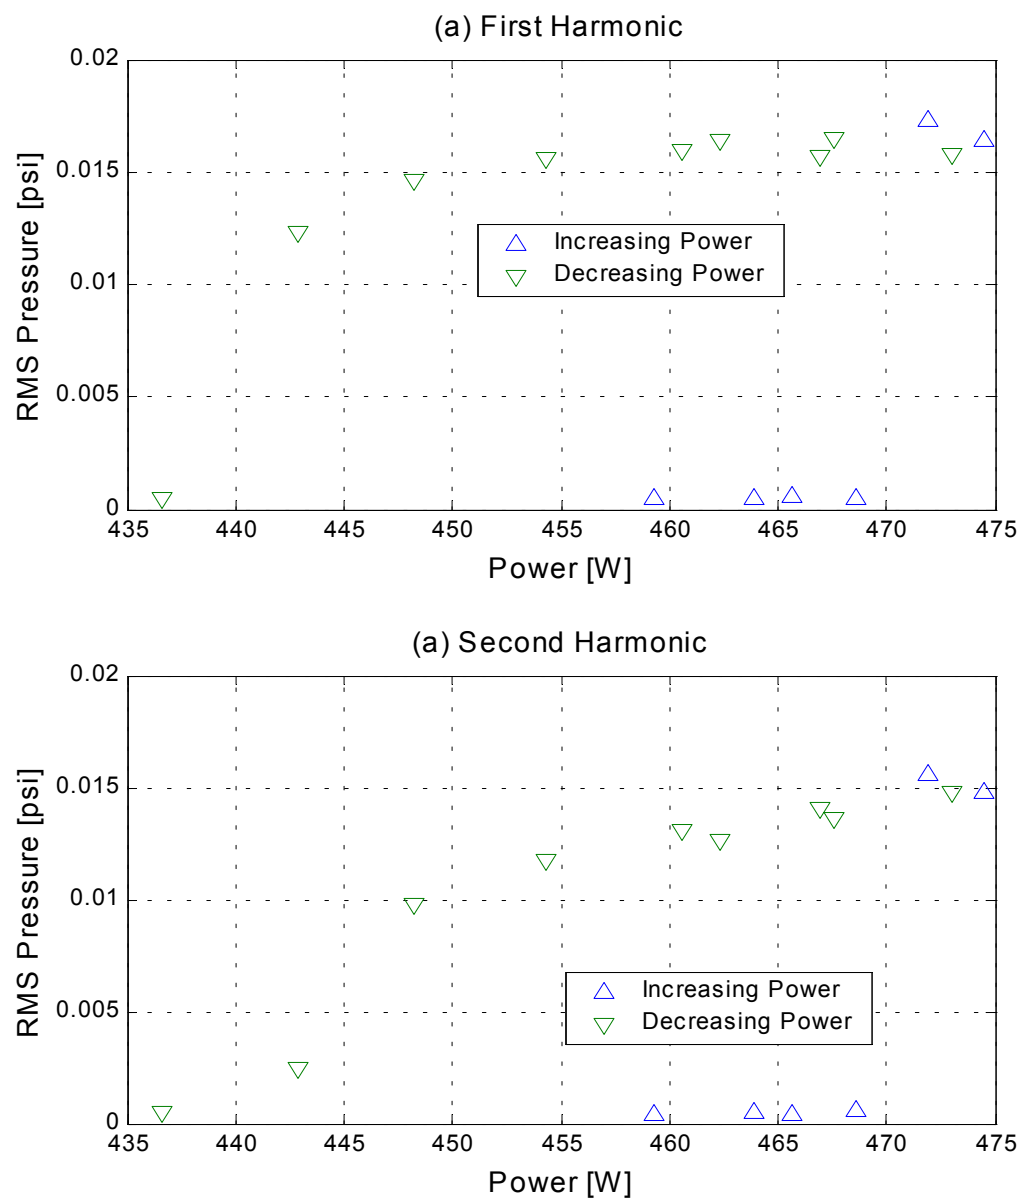 (a) First Harmonic
0.02
0.015
0.01
0.005
0
RMS Pressure [psi]
Increasing Power
Decreasing Power
435 440 445 450 455 460 465 470 475
Power [W]
(a) Second Harmonic
0.02
0.015
0.01
0.005
0
RMS Pressure [psi]
Increasing Power
Decreasing Power
435 440 445 450 455 460 465 470 475
Power [W]